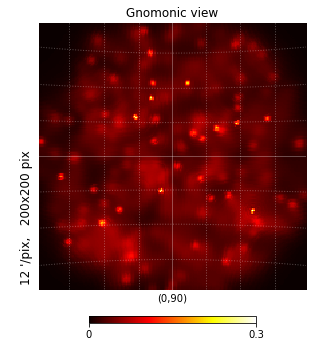 Gnomonic view
12 '/pix,   200x200 pix
(0,90)
0
0.3